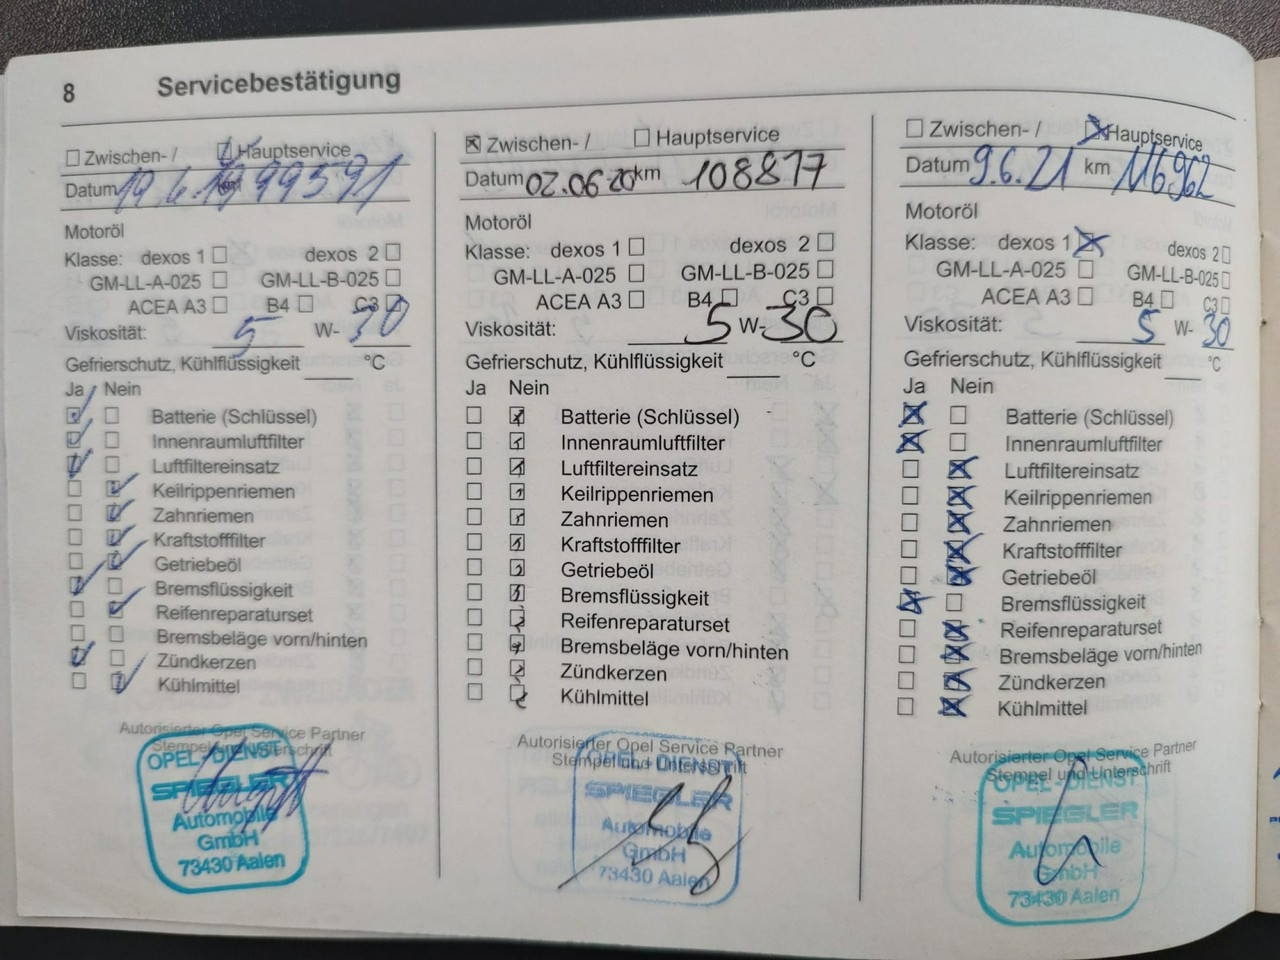 8 Servicebestätigung
Zwischen- / Hauptservice
Datum 19.6.19 km 99591
Motoröl
Klasse: dexos 1 dexos 2
GM-LL-A-025 GM-LL-B-025
ACEA A3 B4 C3
Viskosität: 5 W- 30
Gefrierschutz, Kühlflüssigkeit °C
Ja Nein
Batterie (Schlüssel)
Innenraumluftfilter
Luftfiltereinsatz
Keilrippenriemen
Zahnriemen
Kraftstofffilter
Getriebeöl
Bremsflüssigkeit
Reifenreparaturset
Bremsbeläge vorn/hinten
Zündkerzen
Kühlmittel
Autorisierter Opel Service Partner
Stempel und Unterschrift
OPEL-DIENST
SPIEGLER
Automobile
GmbH
73430 Aalen
Zwischen- / Hauptservice
Datum 02.06 20 km 108817
Motoröl
Klasse: dexos 1 dexos 2
GM-LL-A-025 GM-LL-B-025
ACEA A3 B4 C3
Viskosität: 5 W- 30
Gefrierschutz, Kühlflüssigkeit °C
Ja Nein
Batterie (Schlüssel)
Innenraumluftfilter
Luftfiltereinsatz
Keilrippenriemen
Zahnriemen
Kraftstofffilter
Getriebeöl
Bremsflüssigkeit
Reifenreparaturset
Bremsbeläge vorn/hinten
Zündkerzen
Kühlmittel
Autorisierter Opel Service Partner
Stempel und Unterschrift
OPEL-DIENST
SPIEGLER
Automobile
GmbH
73430 Aalen
Zwischen- / Hauptservice
Datum 9.6.21 km 116.962
Motoröl
Klasse: dexos 1 dexos 2
GM-LL-A-025 GM-LL-B-025
ACEA A3 B4 C3
Viskosität: 5 W- 30
Gefrierschutz, Kühlflüssigkeit °C
Ja Nein
Batterie (Schlüssel)
Innenraumluftfilter
Luftfiltereinsatz
Keilrippenriemen
Zahnriemen
Kraftstofffilter
Getriebeöl
Bremsflüssigkeit
Reifenreparaturset
Bremsbeläge vorn/hinten
Zündkerzen
Kühlmittel
Autorisierter Opel Service Partner
Stempel und Unterschrift
OPEL-DIENST
SPIEGLER
Automobile
GmbH
73430 Aalen